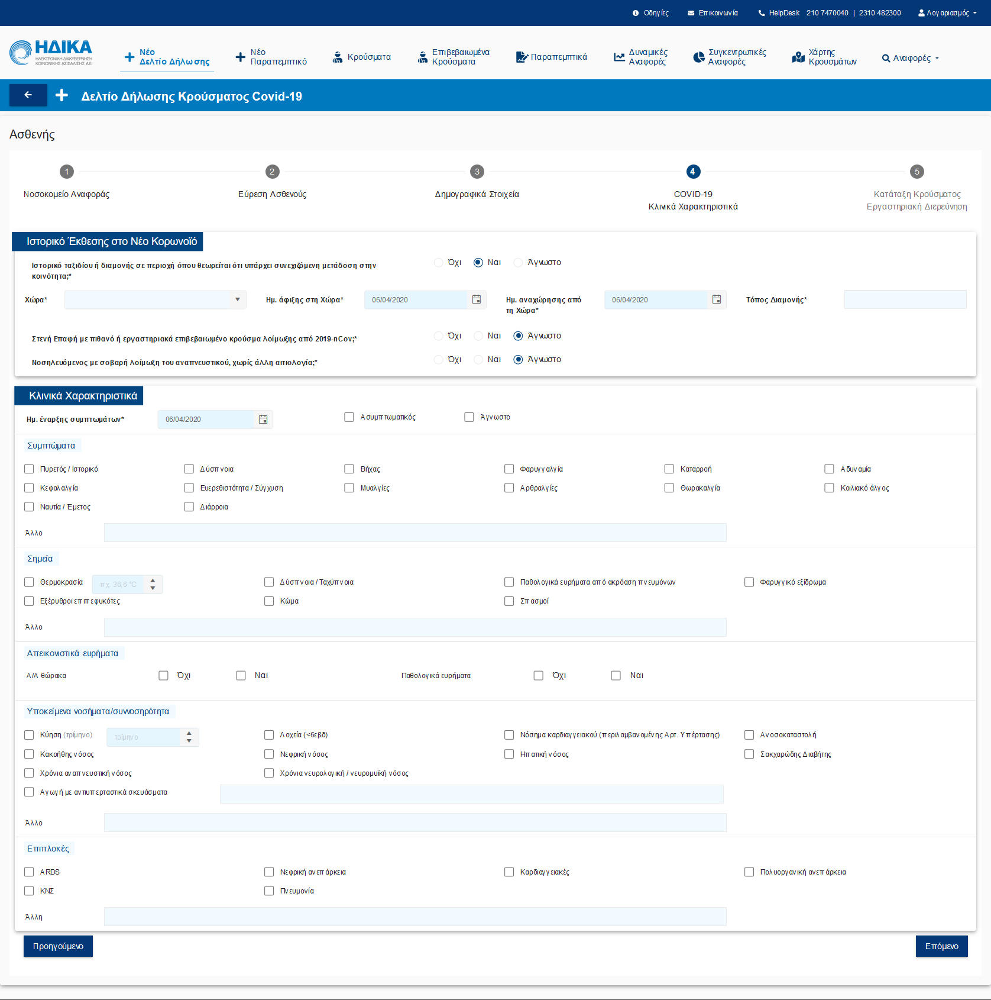 Οδηγίες Επικοινωνία HelpDesk 210 7470040 | 2310 482300 Λογαριασμός
ΗΔΙΚΑ
ΗΛΕΚΤΡΟΝΙΚΗ ΔΙΑΚΥΒΕΡΝΗΣΗ
ΚΟΙΝΩΝΙΚΗΣ ΑΣΦΑΛΙΣΗΣ Α.Ε.
Νέο
Δελτίο Δήλωσης
Νέο
Παραπεμπτικό
Κρούσματα
Επιβεβαιωμένα
Κρούσματα
Παραπεμπτικά
Δυναμικές
Αναφορές
Συγκεντρωτικές
Αναφορές
Χάρτης
Κρουσμάτων
Αναφορές
Δελτίο Δήλωσης Κρούσματος Covid-19
Ασθενής
1 2 3 4 5
Νοσοκομείο Αναφοράς
Εύρεση Ασθενούς
Δημογραφικά Στοιχεία
COVID-19
Κλινικά Χαρακτηριστικά
Κατάταξη Κρούσματος
Εργαστηριακή Διερεύνηση
Ιστορικό Έκθεσης στο Νέο Κορωνοϊό
Ιστορικό ταξιδίου ή διαμονής σε περιοχή όπου θεωρείται ότι υπάρχει συνεχιζόμενη μετάδοση στην
κοινότητα;*
Όχι Ναι Άγνωστο
Χώρα*
Ημ. άφιξης στη Χώρα* 06/04/2020
Ημ. αναχώρησης από
τη Χώρα*
06/04/2020
Τόπος Διαμονής*
Στενή Επαφή με πιθανό ή εργαστηριακά επιβεβαιωμένο κρούσμα λοίμωξης από 2019-nCov;* Όχι Ναι Άγνωστο
Νοσηλευόμενος με σοβαρή λοίμωξη του αναπνευστικού, χωρίς άλλη αιτιολογία;* Όχι Ναι Άγνωστο
Κλινικά Χαρακτηριστικά
Ημ. έναρξης συμπτωμάτων* 06/04/2020 Ασυμπτωματικός Άγνωστο
Συμπτώματα
Πυρετός / Ιστορικό Δύσπνοια Βήχας Φαρυγγαλγία Καταρροή Αδυναμία
Κεφαλαλγία Ευερεθιστότητα / Σύγχυση Μυαλγίες Αρθραλγίες Θωρακαλγία Κοιλιακό άλγος
Ναυτία / Έμετος Διάρροια
Άλλο
Σημεία
Θερμοκρασία πχ. 36,6 °C Δύσπνοια / Ταχύπνοια Παθολογικά ευρήματα από ακρόαση πνευμόνων Φαρυγγικό εξίδρωμα
Εξέρυθροι επιπεφυκότες Κώμα Σπασμοί
Άλλο
Απεικονιστικά ευρήματα
Α/Α θώρακα Όχι Ναι Παθολογικά ευρήματα Όχι Ναι
Υποκείμενα νοσήματα/συννοσηρότητα
Κύηση (τρίμηνο) τρίμηνο Λοχεία (<6εβδ) Νόσημα καρδιαγγειακού (περιλαμβανομένης Αρτ. Υπέρτασης) Ανοσοκαταστολή
Κακοήθης νόσος Νεφρική νόσος Ηπατική νόσος Σακχαρώδης Διαβήτης
Χρόνια αναπνευστική νόσος Χρόνια νευρολογική / νευρομυϊκή νόσος
Αγωγή με αντιυπερταστικά σκευάσματα
Άλλο
Επιπλοκές
ARDS Νεφρική ανεπάρκεια Καρδιαγγειακές Πολυοργανική ανεπάρκεια
ΚΝΣ Πνευμονία
Άλλη
Προηγούμενο Επόμενο